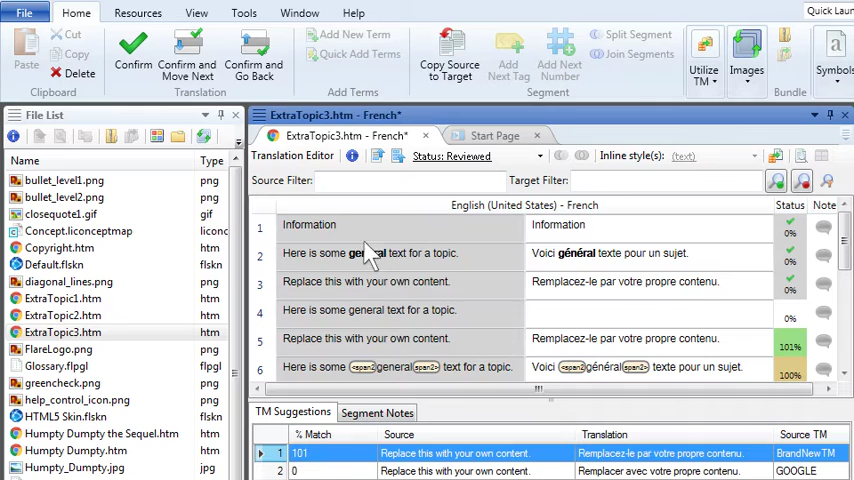 File Home Resources View Tools Window Help Quick Laun
Paste Cut Copy Delete
Clipboard
Confirm Confirm and Move Next Confirm and Go Back
Translation
Add New Term
Quick Add Terms
Add Terms
Copy Source to Target Add Next Tag Add Next Number Split Segment Join Segments
Segment
Utilize TM Images
Bundle
Symbols
File List
ExtraTopic3.htm - French*
ExtraTopic3.htm - French* Start Page
Translation Editor Status: Reviewed Inline style(s): (text)
Source Filter: Target Filter:
Name Type
bullet_level1.png png
bullet_level2.png png
closequote1.gif gif
Concept.liconceptmap licon
Copyright.htm htm
Default.flskn flskn
diagonal_lines.png png
ExtraTopic1.htm htm
ExtraTopic2.htm htm
ExtraTopic3.htm htm
FlareLogo.png png
Glossary.flpgl flpgl
greencheck.png png
help_control_icon.png png
HTML5 Skin.flskn flskn
Humpty Dumpty the Sequel.htm htm
Humpty Dumpty.htm htm
Humpty_Dumpty.jpg jpg
English (United States) - French Status Note
1 Information Information 0%
2 Here is some general text for a topic. Voici général texte pour un sujet. 0%
3 Replace this with your own content. Remplacez-le par votre propre contenu. 0%
4 Here is some general text for a topic. 0%
5 Replace this with your own content. Remplacez-le par votre propre contenu. 101%
6 Here is some <span2 general span2> text for a topic. Voici <span2 général span2> texte pour un sujet. 100%
TM Suggestions Segment Notes
% Match Source Translation Source TM
1 101 Replace this with your own content. Remplacez-le par votre propre contenu. BrandNewTM
2 0 Replace this with your own content. Remplacer avec votre propre contenu. GOOGLE